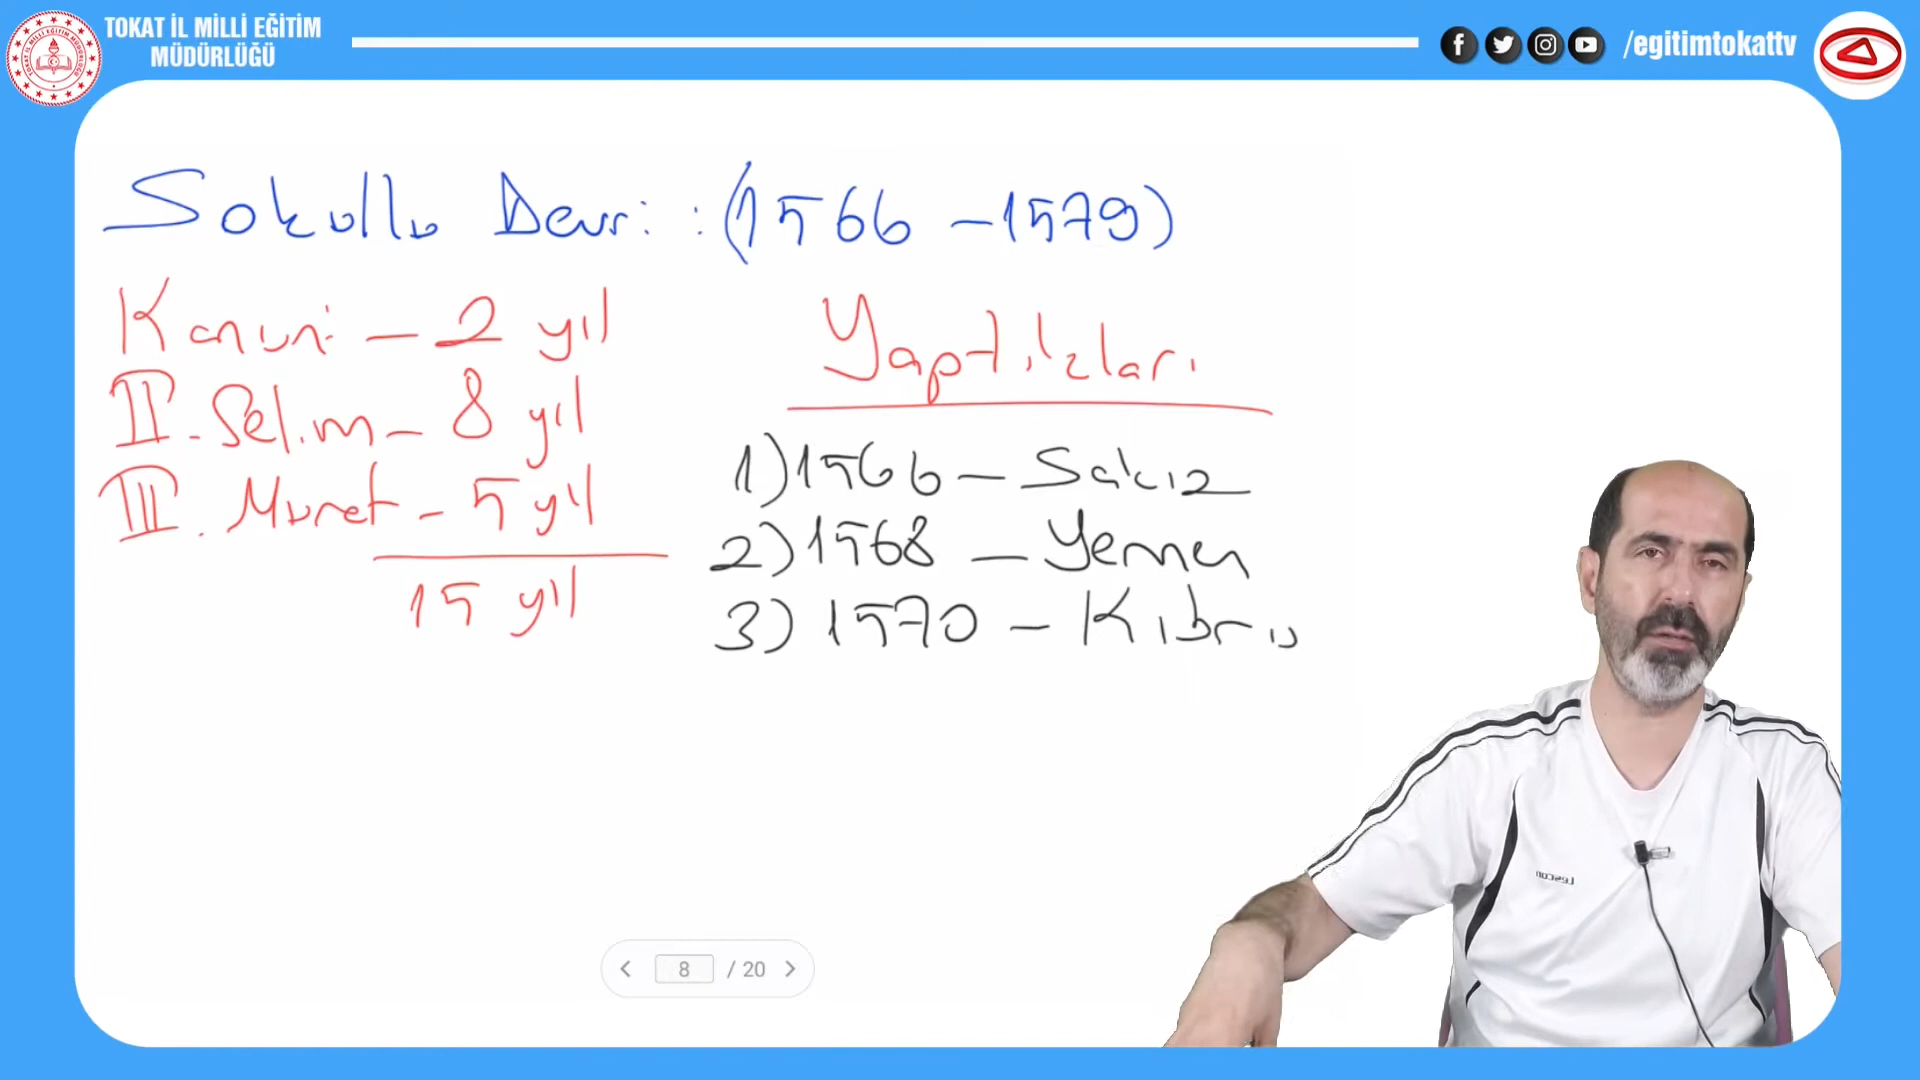 TOKAT İL MİLLİ EĞİTİM
MÜDÜRLÜĞÜ
/egitimtokattv
Sokullu Devri: (1566 - 1579)
Kanuni - 2 yıl
II. Selim - 8 yıl
III. Murat - 5 yıl
15 yıl
Yaptıkları
1) 1566 - Sakız
2) 1568 - Yemen
3) 1570 - Kıbrıs
Lescon
8 / 20